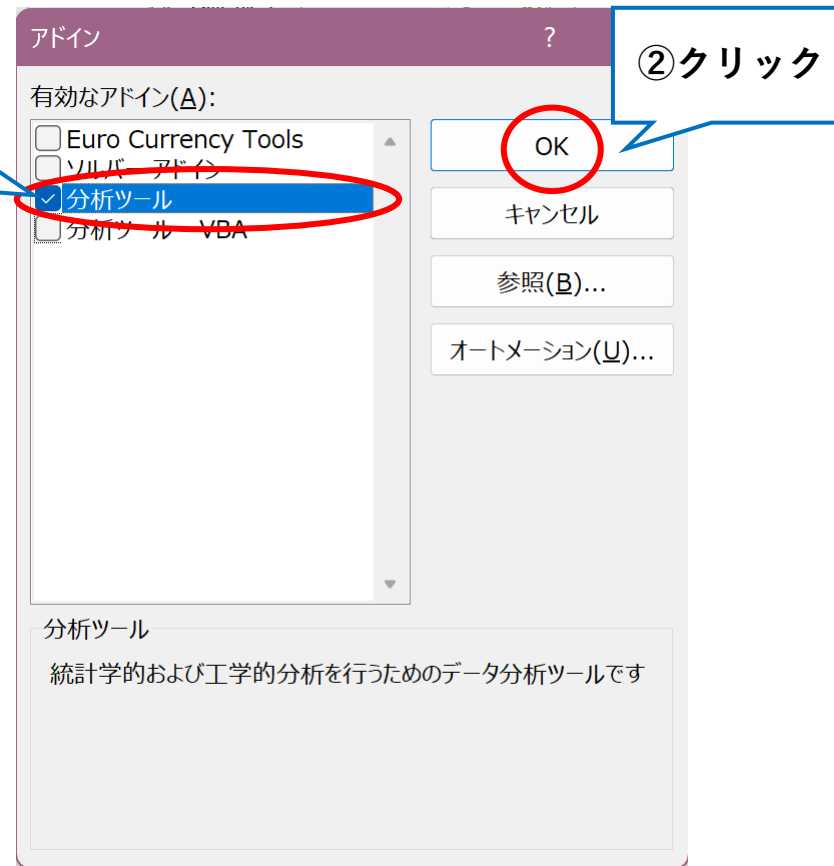 アドイン ?
②クリック
有効なアドイン(A):
Euro Currency Tools
ソルバー アドイン
分析ツール
分析ツール - VBA
OK
キャンセル
参照(B)...
オートメーション(U)...
分析ツール
統計学的および工学的分析を行うためのデータ分析ツールです